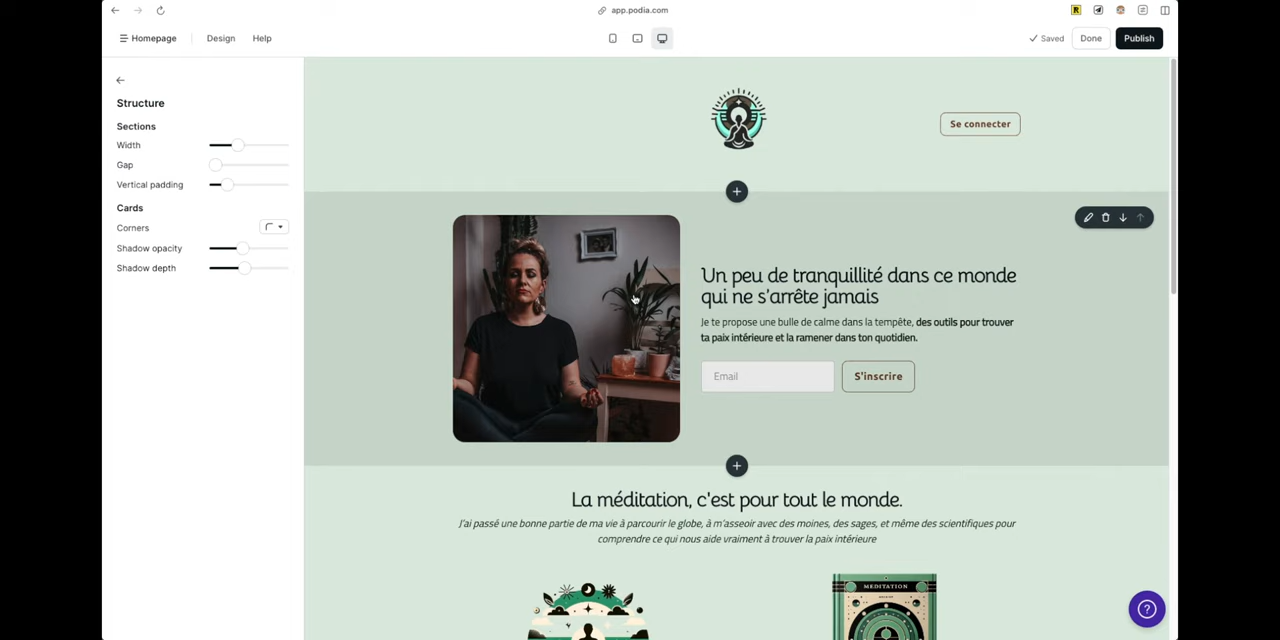 app.podia.com
R
Homepage
Design
Help
Saved
Done
Publish
Structure
Sections
Width
Gap
Vertical padding
Cards
Corners
Shadow opacity
Shadow depth
Se connecter
Un peu de tranquillité dans ce monde
qui ne s'arrête jamais
Je te propose une bulle de calme dans la tempête, des outils pour trouver
ta paix intérieure et la ramener dans ton quotidien.
Email
S'inscrire
La méditation, c'est pour tout le monde.
J'ai passé une bonne partie de ma vie à parcourir le globe, à m'asseoir avec des moines, des sages, et même des scientifiques pour
comprendre ce qui nous aide vraiment à trouver la paix intérieure
MEDITATION